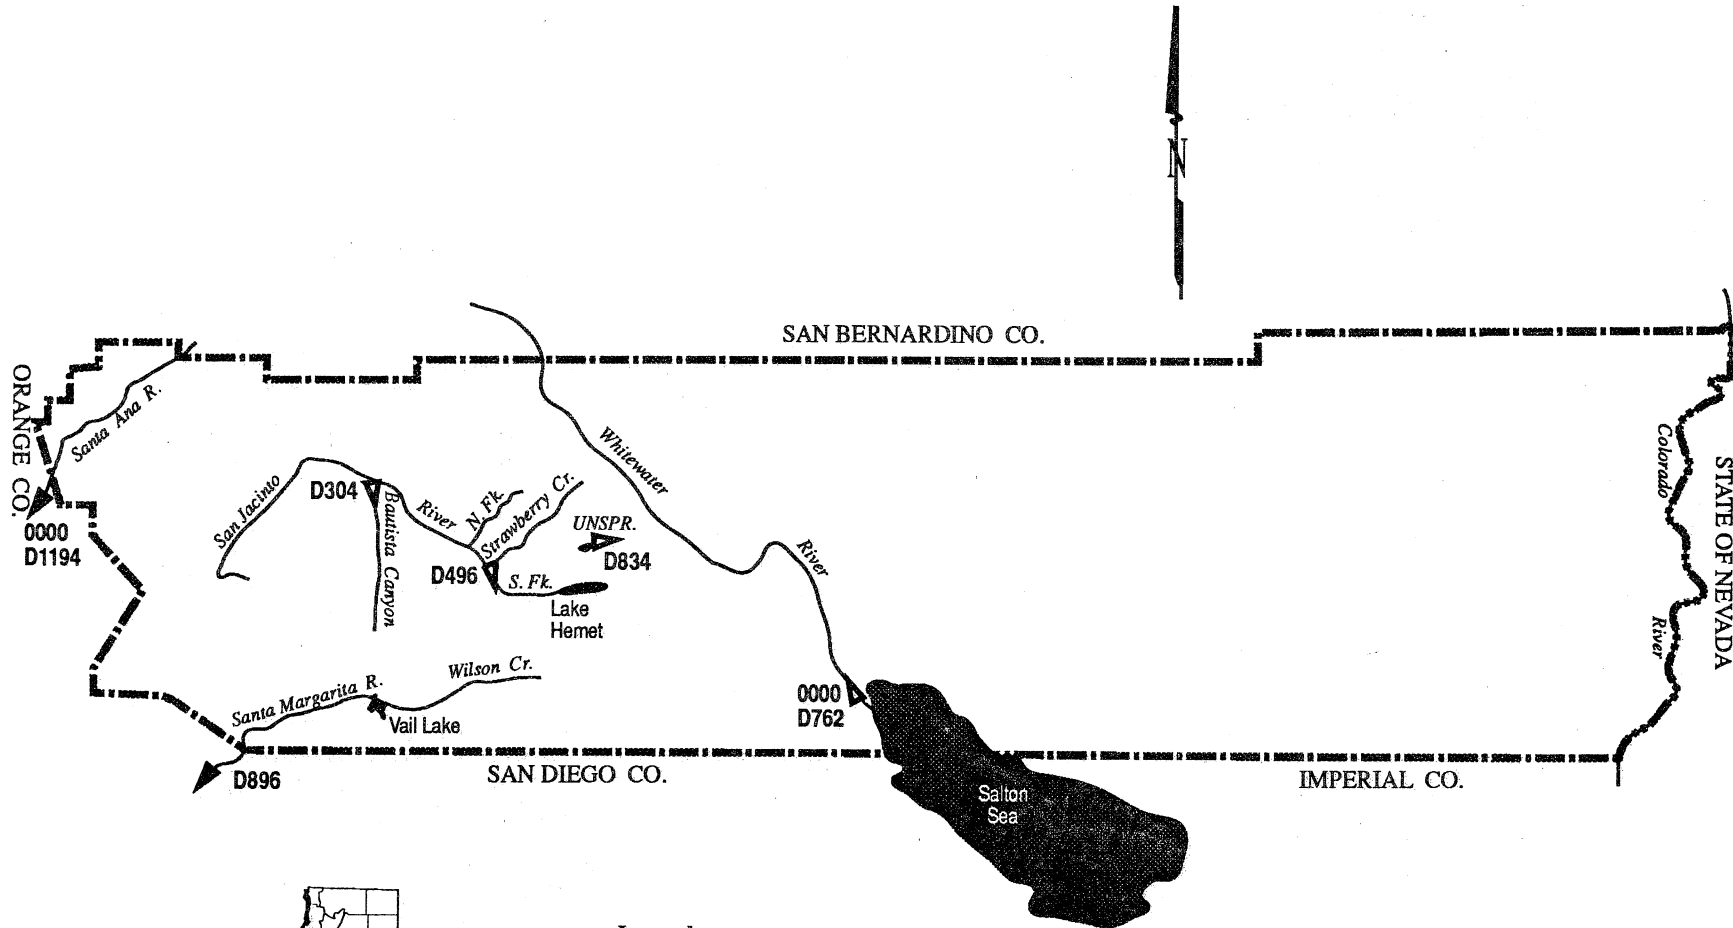 N
SAN BERNARDINO CO.
ORANGE CO.
Santa Ana R.
0000
D1194
San Jacinto
River
D304
Bautista Canyon
N. Fk.
Strawberry Cr.
D496
S. Fk.
Lake
Hemet
UNSPR.
D834
Whitewater
River
Colorado
River
STATE OF NEVADA
Santa Margarita R.
Wilson Cr.
Vail Lake
D896
0000
D762
SAN DIEGO CO.
IMPERIAL CO.
Salton
Sea